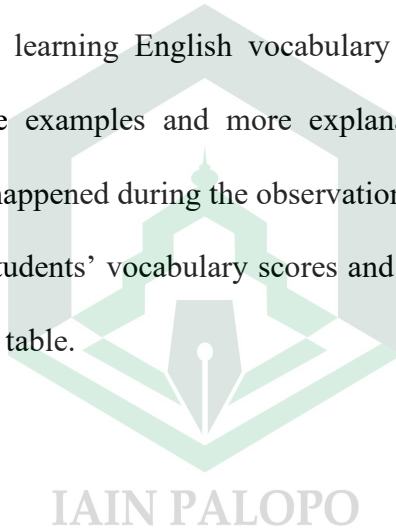 learning English vocabulary
e examples and more explana
happened during the observation
tudents’ vocabulary scores and
table.
IAIN PALOPO